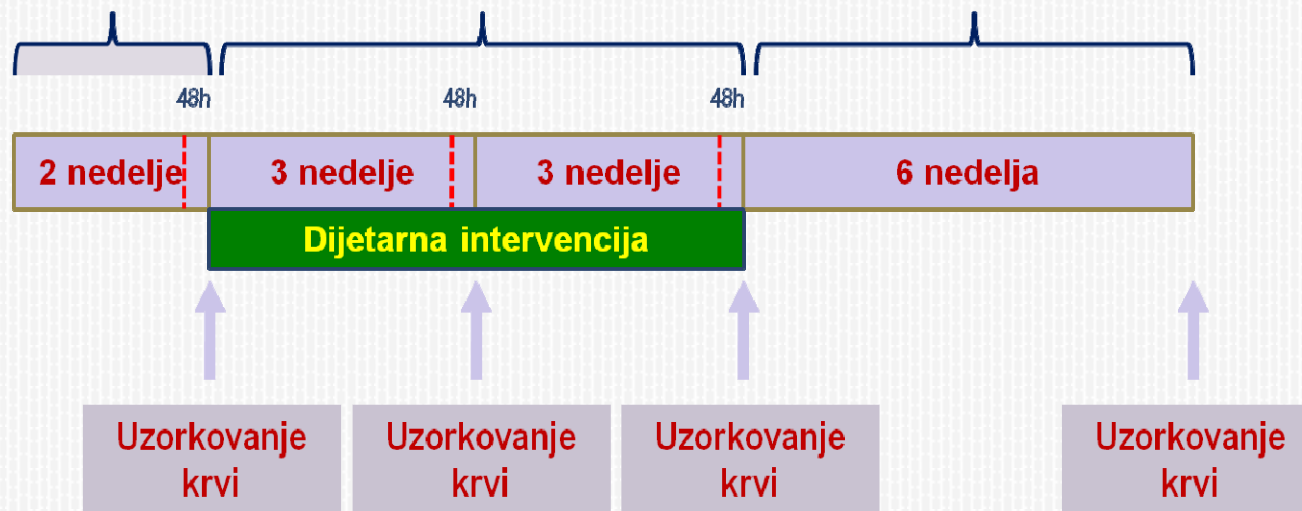 48h 48h 48h
2 nedelje 3 nedelje 3 nedelje 6 nedelja
Dijetarna intervencija
Uzorkovanje krvi
Uzorkovanje krvi
Uzorkovanje krvi
Uzorkovanje krvi